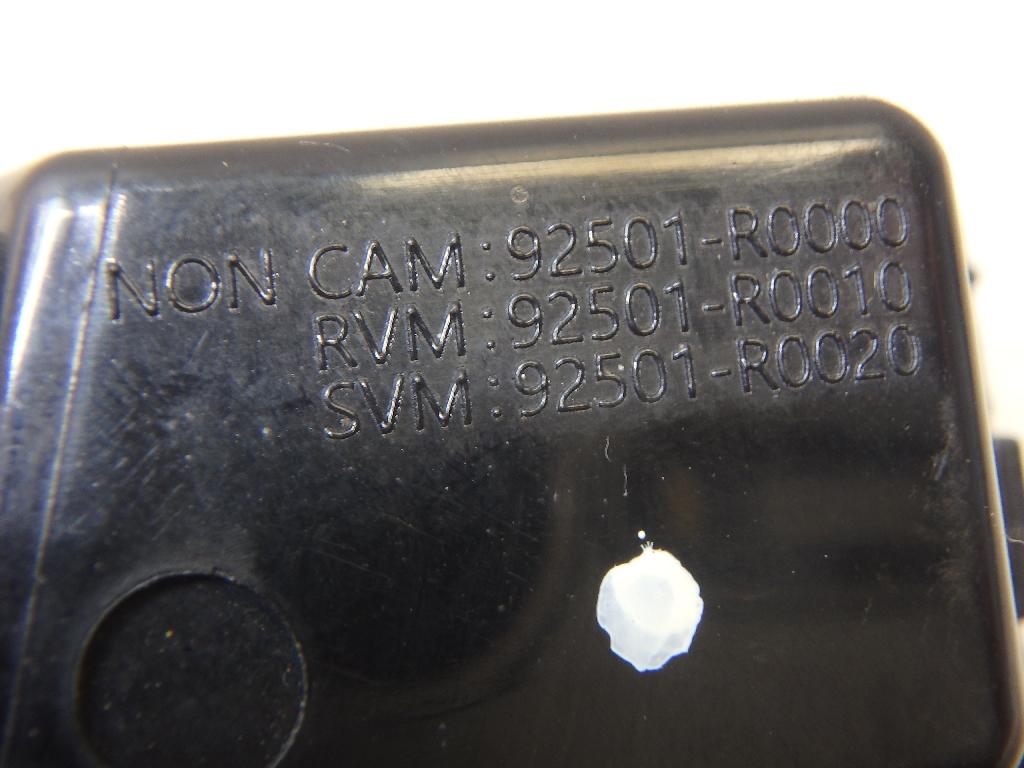 NON CAM : 92501-R0000
RVM : 92501-R0010
SVM : 92501-R0020